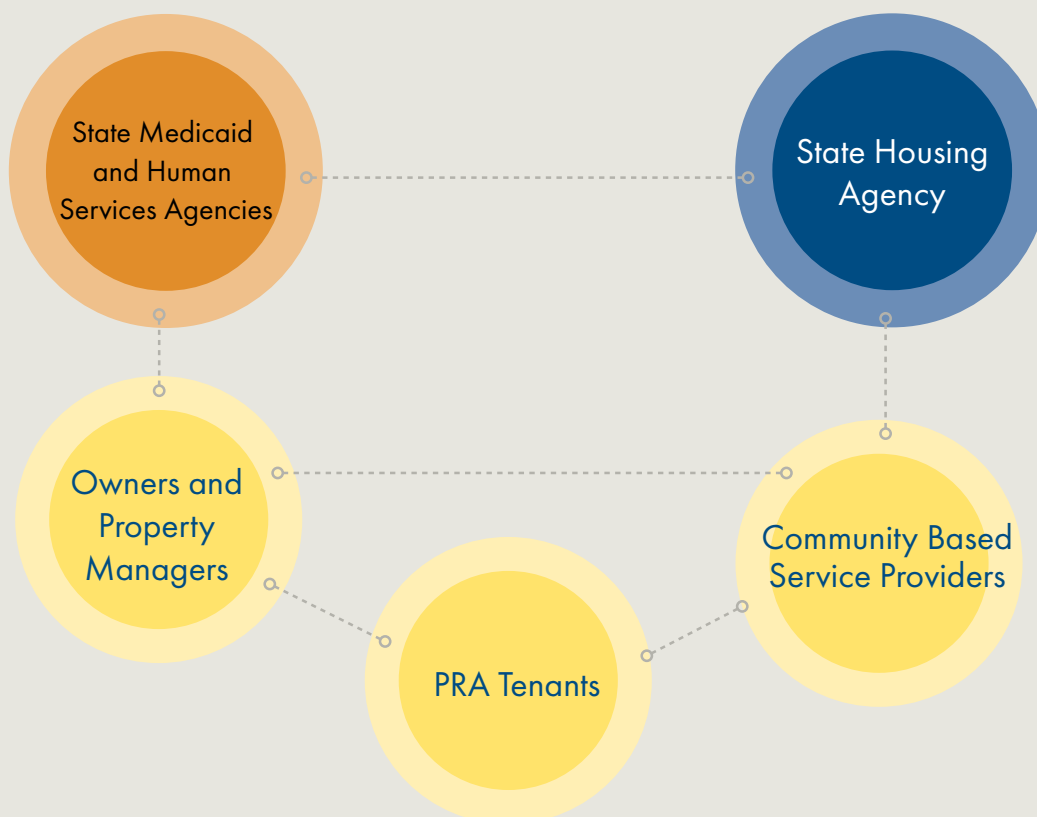 State Medicaid
and Human
Services Agencies
State Housing
Agency
Owners and
Property
Managers
Community Based
Service Providers
PRA Tenants